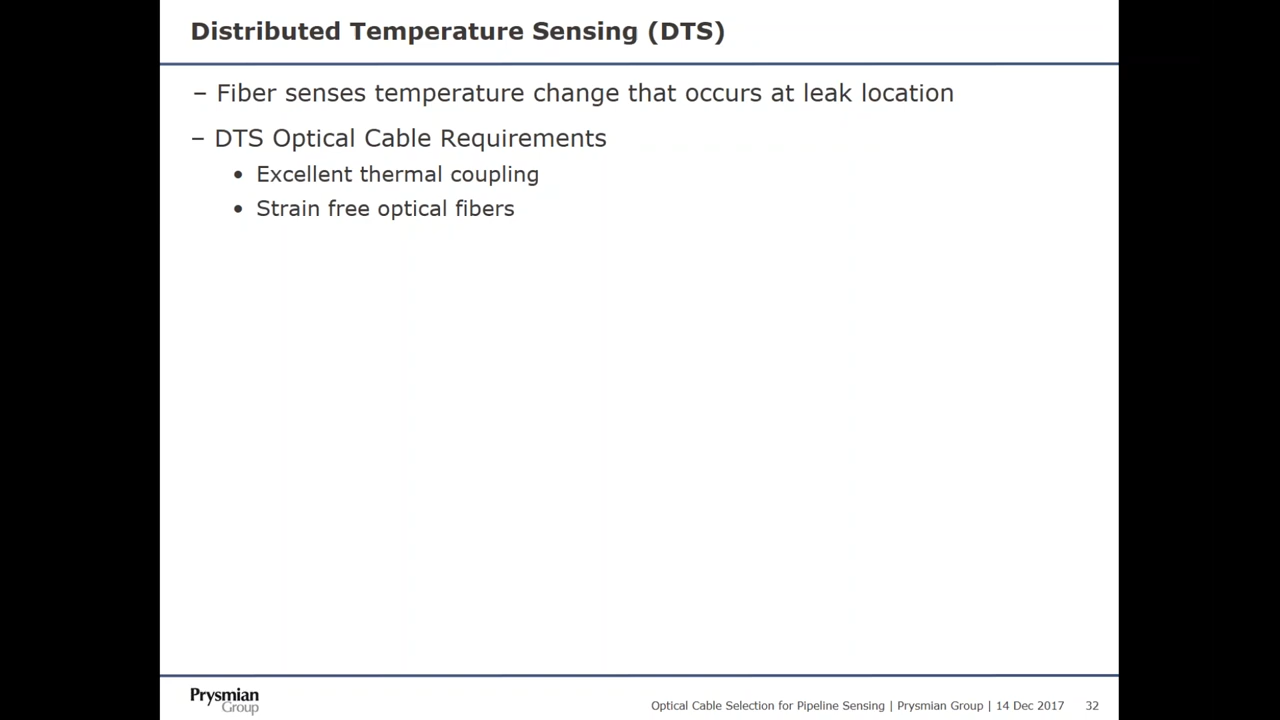 Distributed Temperature Sensing (DTS)
– Fiber senses temperature change that occurs at leak location
– DTS Optical Cable Requirements
• Excellent thermal coupling
• Strain free optical fibers
Prysmian
Group
Optical Cable Selection for Pipeline Sensing | Prysmian Group | 14 Dec 2017 32